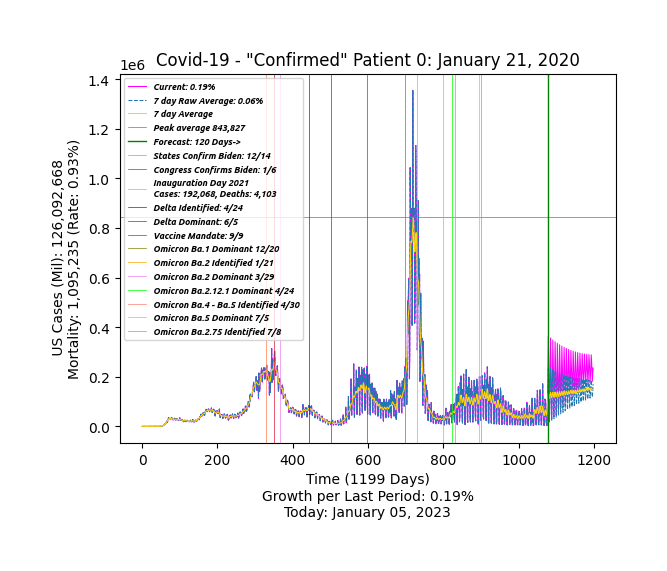 Covid-19 - "Confirmed" Patient 0: January 21, 2020
1e6
Current: 0.19%
7 day Raw Average: 0.06%
7 day Average
Peak average 843,827
Forecast: 120 Days->
States Confirm Biden: 12/14
Congress Confirms Biden: 1/6
Inauguration Day 2021
Cases: 192,068, Deaths: 4,103
Delta Identified: 4/24
Delta Dominant: 6/5
Vaccine Mandate: 9/9
Omicron Ba.1 Dominant 12/20
Omicron Ba.2 Identified 1/21
Omicron Ba.2 Dominant 3/29
Omicron Ba.2.12.1 Dominant 4/24
Omicron Ba.4 - Ba.5 Identified 4/30
Omicron Ba.5 Dominant 7/5
Omicron Ba.2.75 Identified 7/8
US Cases (Mil): 126,092,668
Mortality: 1,095,235 (Rate: 0.93%)
1.4
1.2
1.0
0.8
0.6
0.4
0.2
0.0
0 200 400 600 800 1000 1200
Time (1199 Days)
Growth per Last Period: 0.19%
Today: January 05, 2023